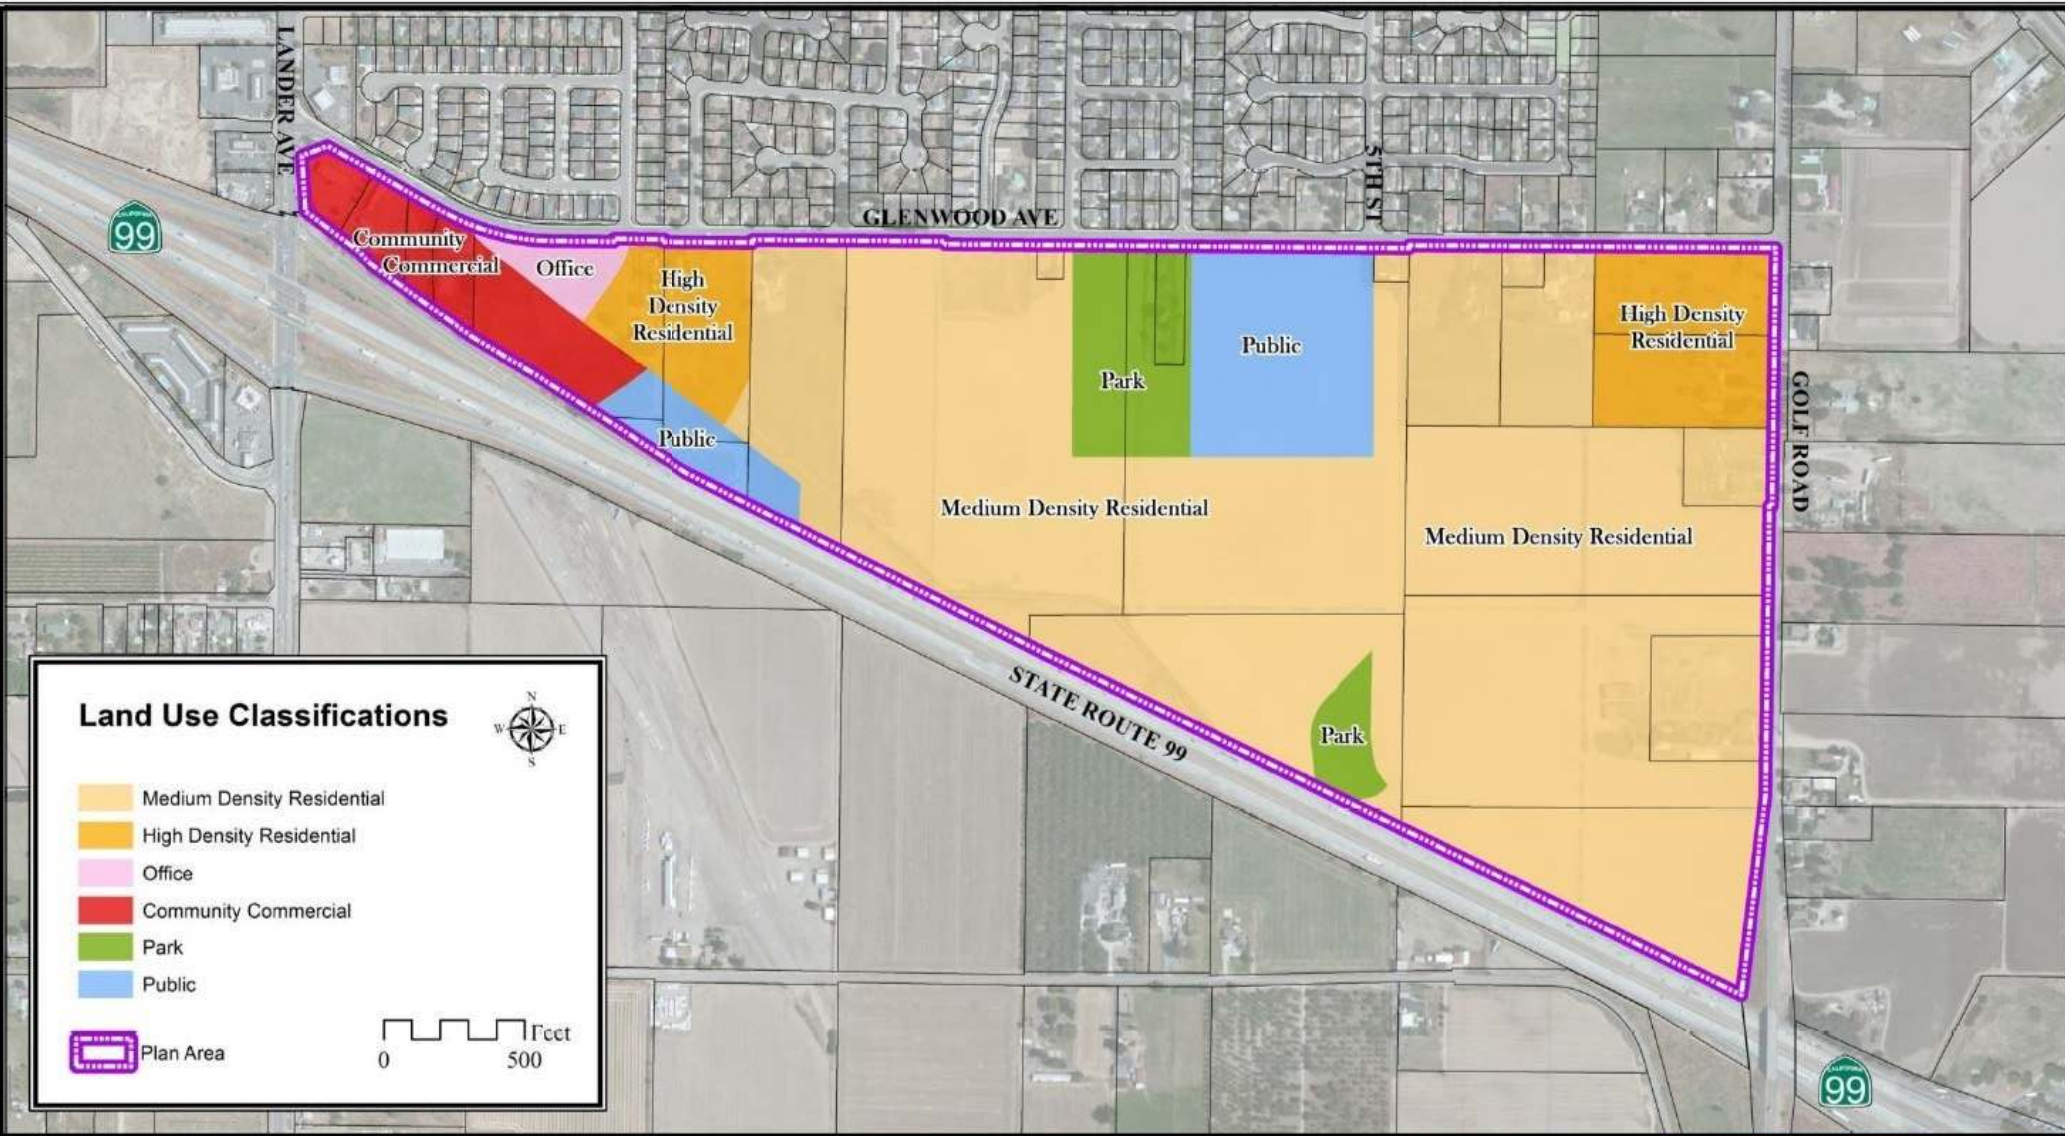 LANDER AVE
5TH ST
GLENWOOD AVE
CALIFORNIA
99
Community
Commercial
Office
High
Density
Residential
High Density
Residential
Public
Park
Public
GOLF ROAD
Medium Density Residential
Medium Density Residential
STATE ROUTE 99
Park
Land Use Classifications
N
W E
S
Medium Density Residential
High Density Residential
Office
Community Commercial
Park
Public
Plan Area
Feet
0 500
CALIFORNIA
99